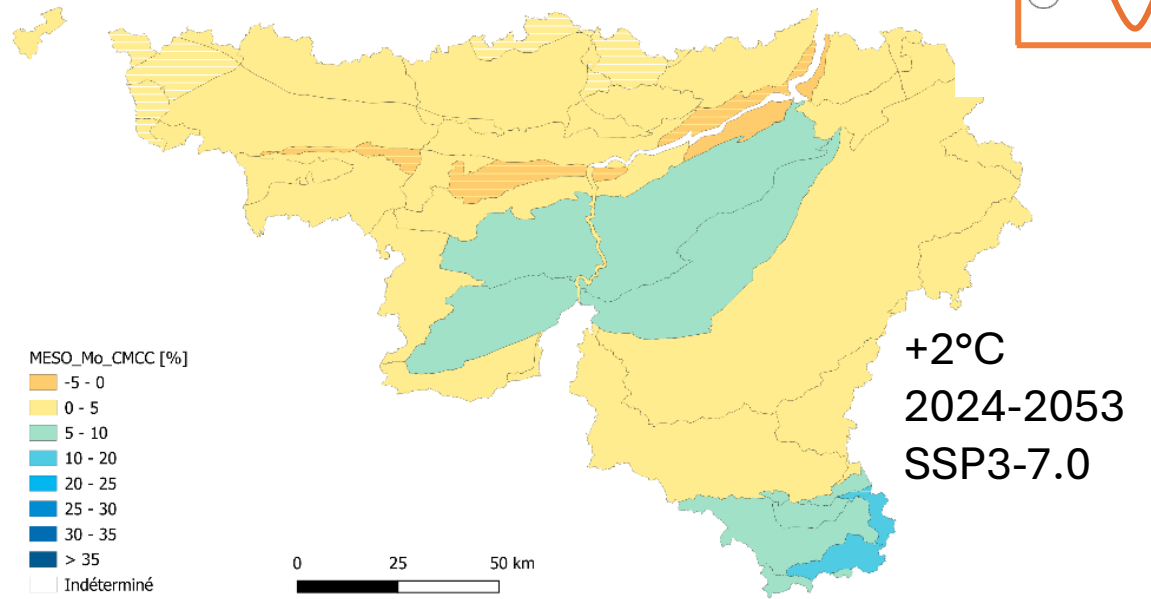 MESO_Mo_CMCC [%]
-5 - 0
0 - 5
5 - 10
10 - 20
20 - 25
25 - 30
30 - 35
> 35
Indéterminé
0 25 50 km
+2°C
2024-2053
SSP3-7.0